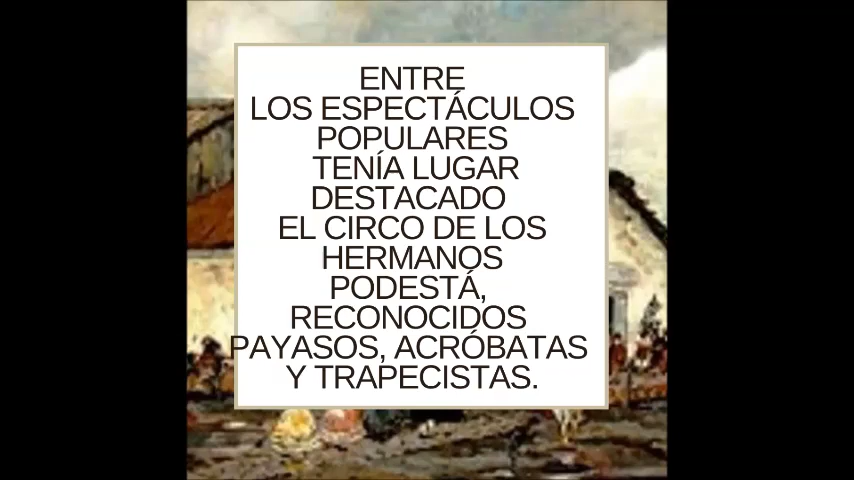 ENTRE
LOS ESPECTÁCULOS
POPULARES
TENÍA LUGAR
DESTACADO
EL CIRCO DE LOS
HERMANOS
PODESTÁ,
RECONOCIDOS
PAYASOS, ACRÓBATAS
Y TRAPECISTAS.